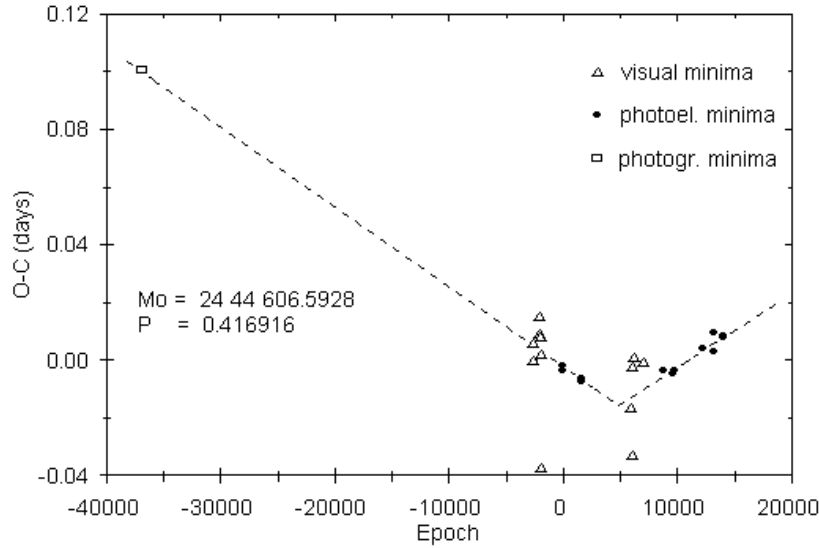 0.12
0.08
0.04
0.00
-0.04
O-C (days)
visual minima
photoel. minima
photogr. minima
Mo = 24 44 606.5928
P = 0.416916
-40000 -30000 -20000 -10000 0 10000 20000
Epoch